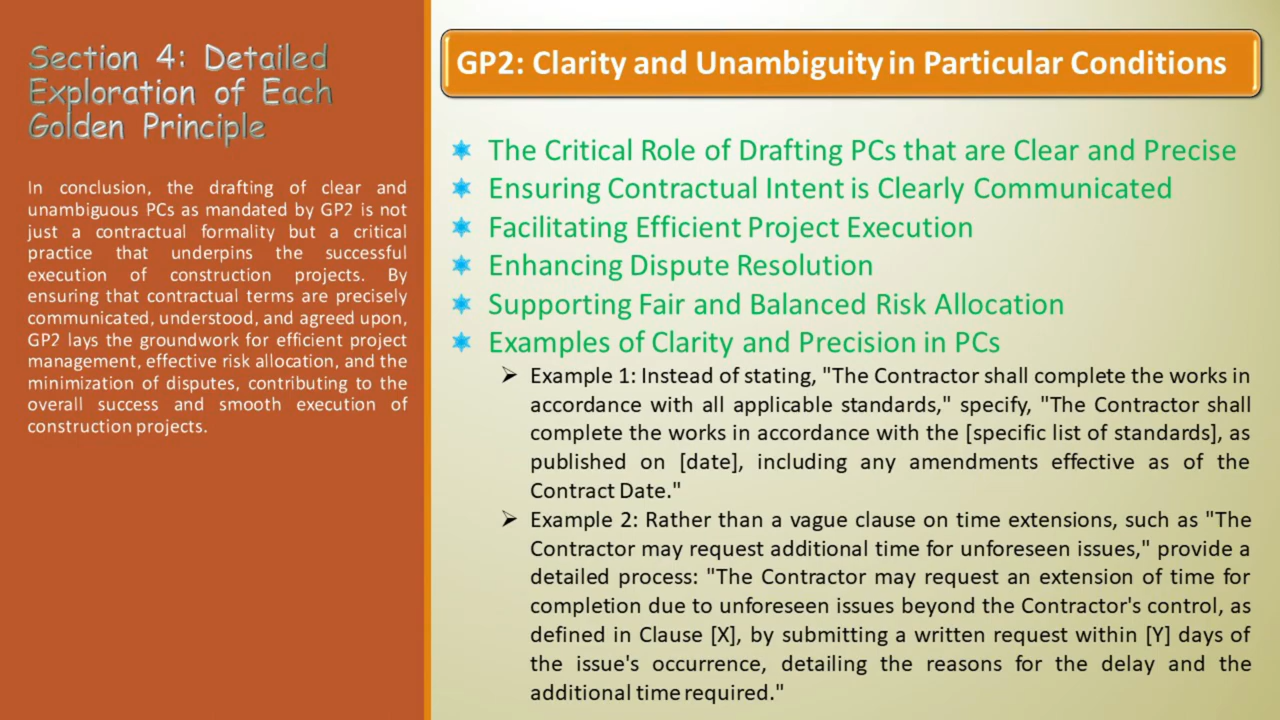 Section 4: Detailed
Exploration of Each
Golden Principle
In conclusion, the drafting of clear and
unambiguous PCs as mandated by GP2 is not
just a contractual formality but a critical
practice that underpins the successful
execution of construction projects. By
ensuring that contractual terms are precisely
communicated, understood, and agreed upon,
GP2 lays the groundwork for efficient project
management, effective risk allocation, and the
minimization of disputes, contributing to the
overall success and smooth execution of
construction projects.
GP2: Clarity and Unambiguity in Particular Conditions
The Critical Role of Drafting PCs that are Clear and Precise
Ensuring Contractual Intent is Clearly Communicated
Facilitating Efficient Project Execution
Enhancing Dispute Resolution
Supporting Fair and Balanced Risk Allocation
Examples of Clarity and Precision in PCs
Example 1: Instead of stating, "The Contractor shall complete the works in
accordance with all applicable standards," specify, "The Contractor shall
complete the works in accordance with the [specific list of standards], as
published on [date], including any amendments effective as of the
Contract Date."
Example 2: Rather than a vague clause on time extensions, such as "The
Contractor may request additional time for unforeseen issues," provide a
detailed process: "The Contractor may request an extension of time for
completion due to unforeseen issues beyond the Contractor's control, as
defined in Clause [X], by submitting a written request within [Y] days of
the issue's occurrence, detailing the reasons for the delay and the
additional time required."